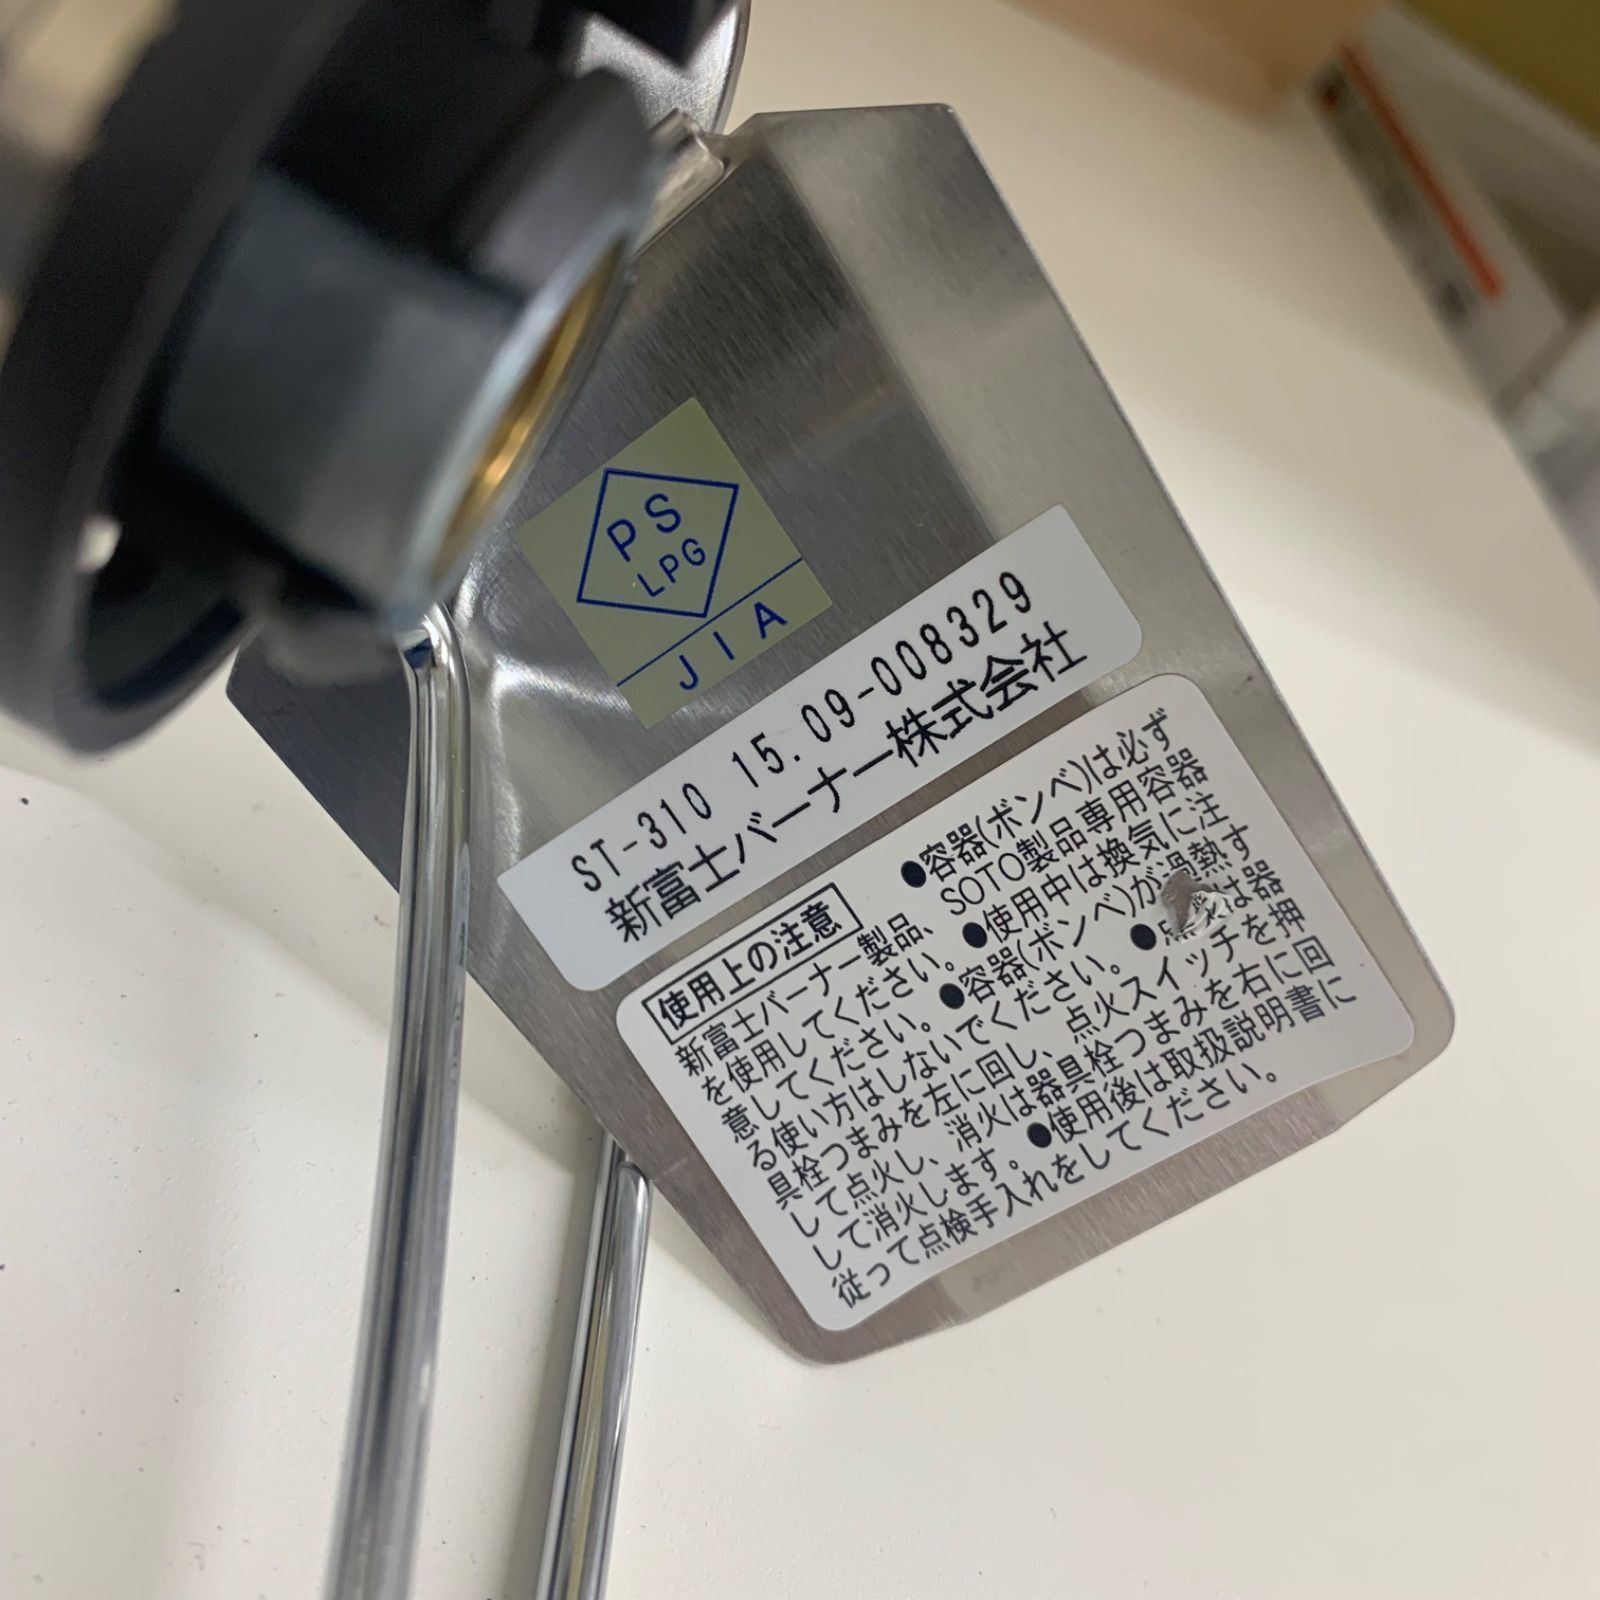 PS
LPG
JIA
ST-310 15.09-008329
新富士バーナー株式会社
使用上の注意 ●容器(ボンベ)は必ず
新富士バーナー製品、SOTO製品専用容器
を使用してください。●使用中は換気に注
意してください。●容器(ボンベ)が過熱す
る使い方はしないでください。●は器
具栓つまみを左に回し、点火スイッチを押
して点火し、消火は器具栓つまみを右に回
して消火します。●使用後は取扱説明書に
従って点検手入れをしてください。